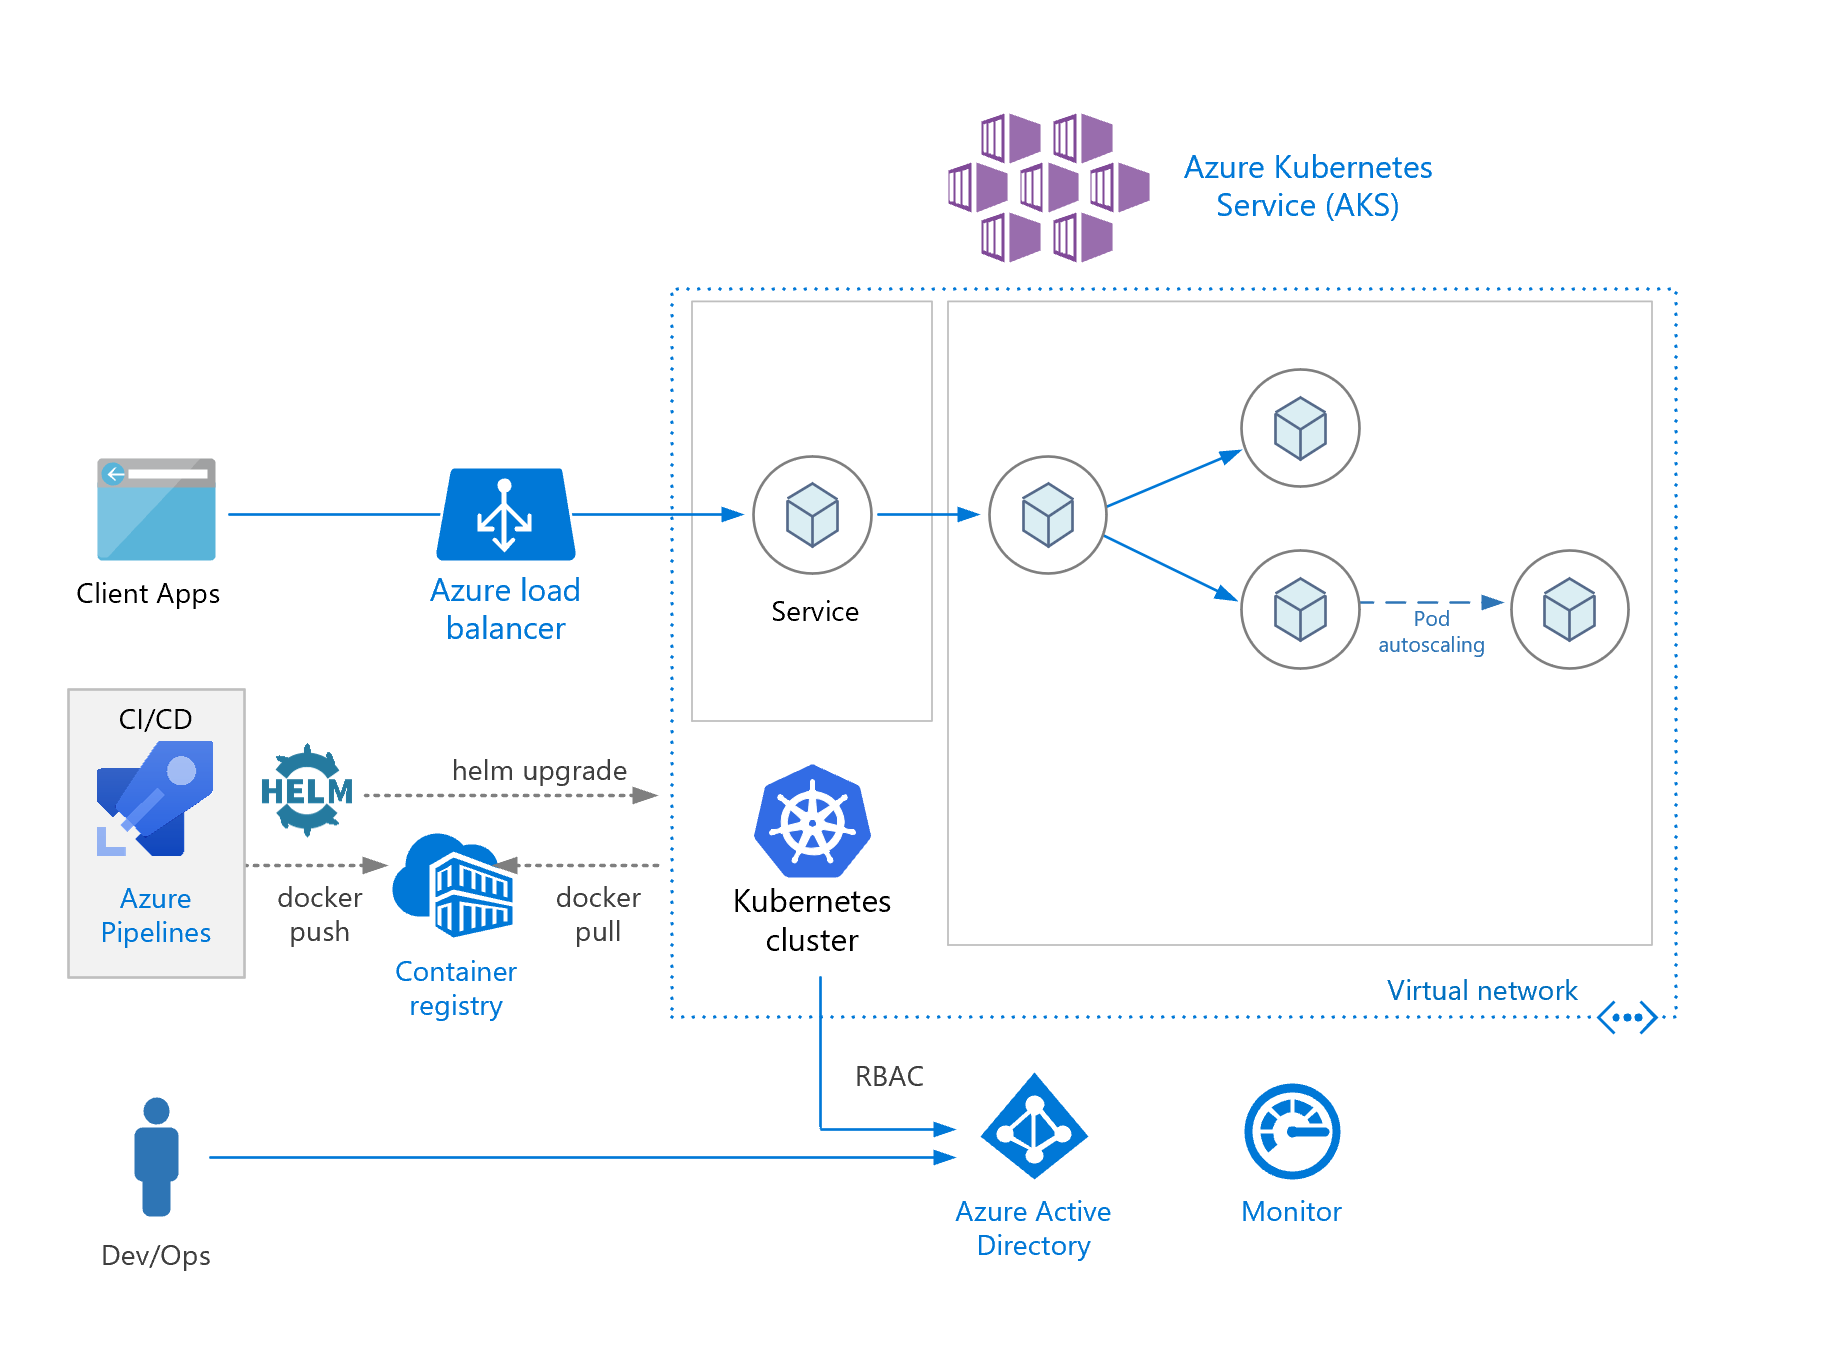 Azure Kubernetes
Service (AKS)
Client Apps
Azure load
balancer
Service
Pod
autoscaling
CI/CD
HELM
helm upgrade
Azure
Pipelines
docker
push
docker
pull
Container
registry
Kubernetes
cluster
Virtual network
RBAC
Azure Active
Directory
Monitor
Dev/Ops